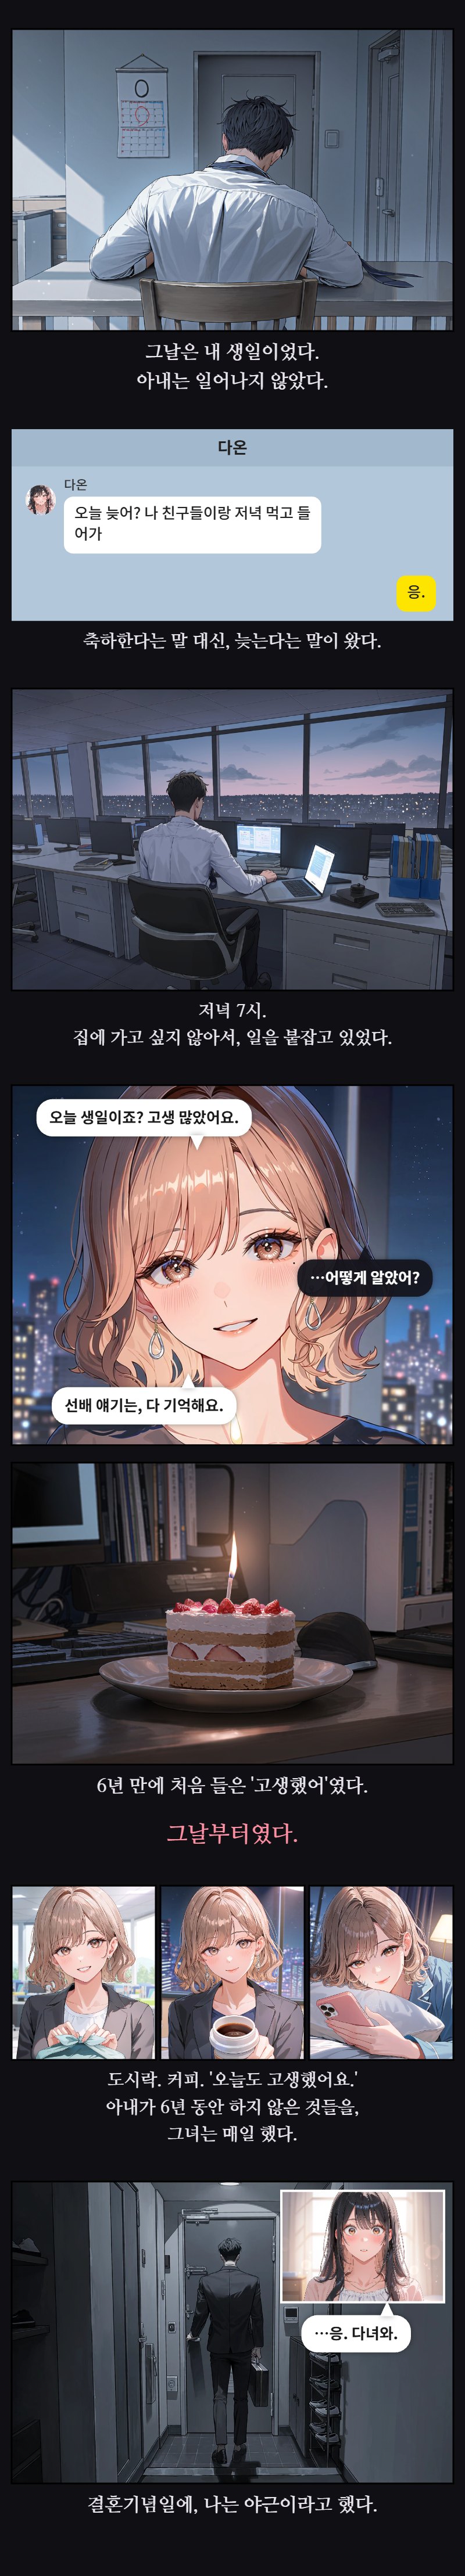 그날은 내 생일이었다.
아내는 일어나지 않았다.
다온
다온
오늘 늦어? 나 친구들이랑 저녁 먹고 들
어가
응.
축하한다는 말 대신, 늦는다는 말이 왔다.
저녁 7시.
집에 가고 싶지 않아서, 일을 붙잡고 있었다.
오늘 생일이죠? 고생 많았어요.
…어떻게 알았어?
선배 얘기는, 다 기억해요.
6년 만에 처음 들은 '고생했어'였다.
그날부터였다.
도시락. 커피. '오늘도 고생했어요.'
아내가 6년 동안 하지 않은 것들을,
그녀는 매일 했다.
…응. 다녀와.
결혼기념일에, 나는 야근이라고 했다.